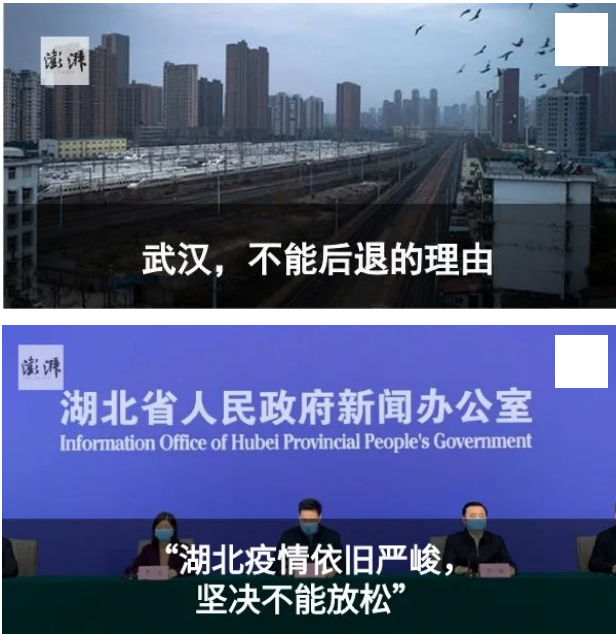 澎湃
武汉，不能后退的理由
澎湃
湖北省人民政府新闻办公室
Information Office of Hubei Provincial People's Government
“湖北疫情依旧严峻，
坚决不能放松”